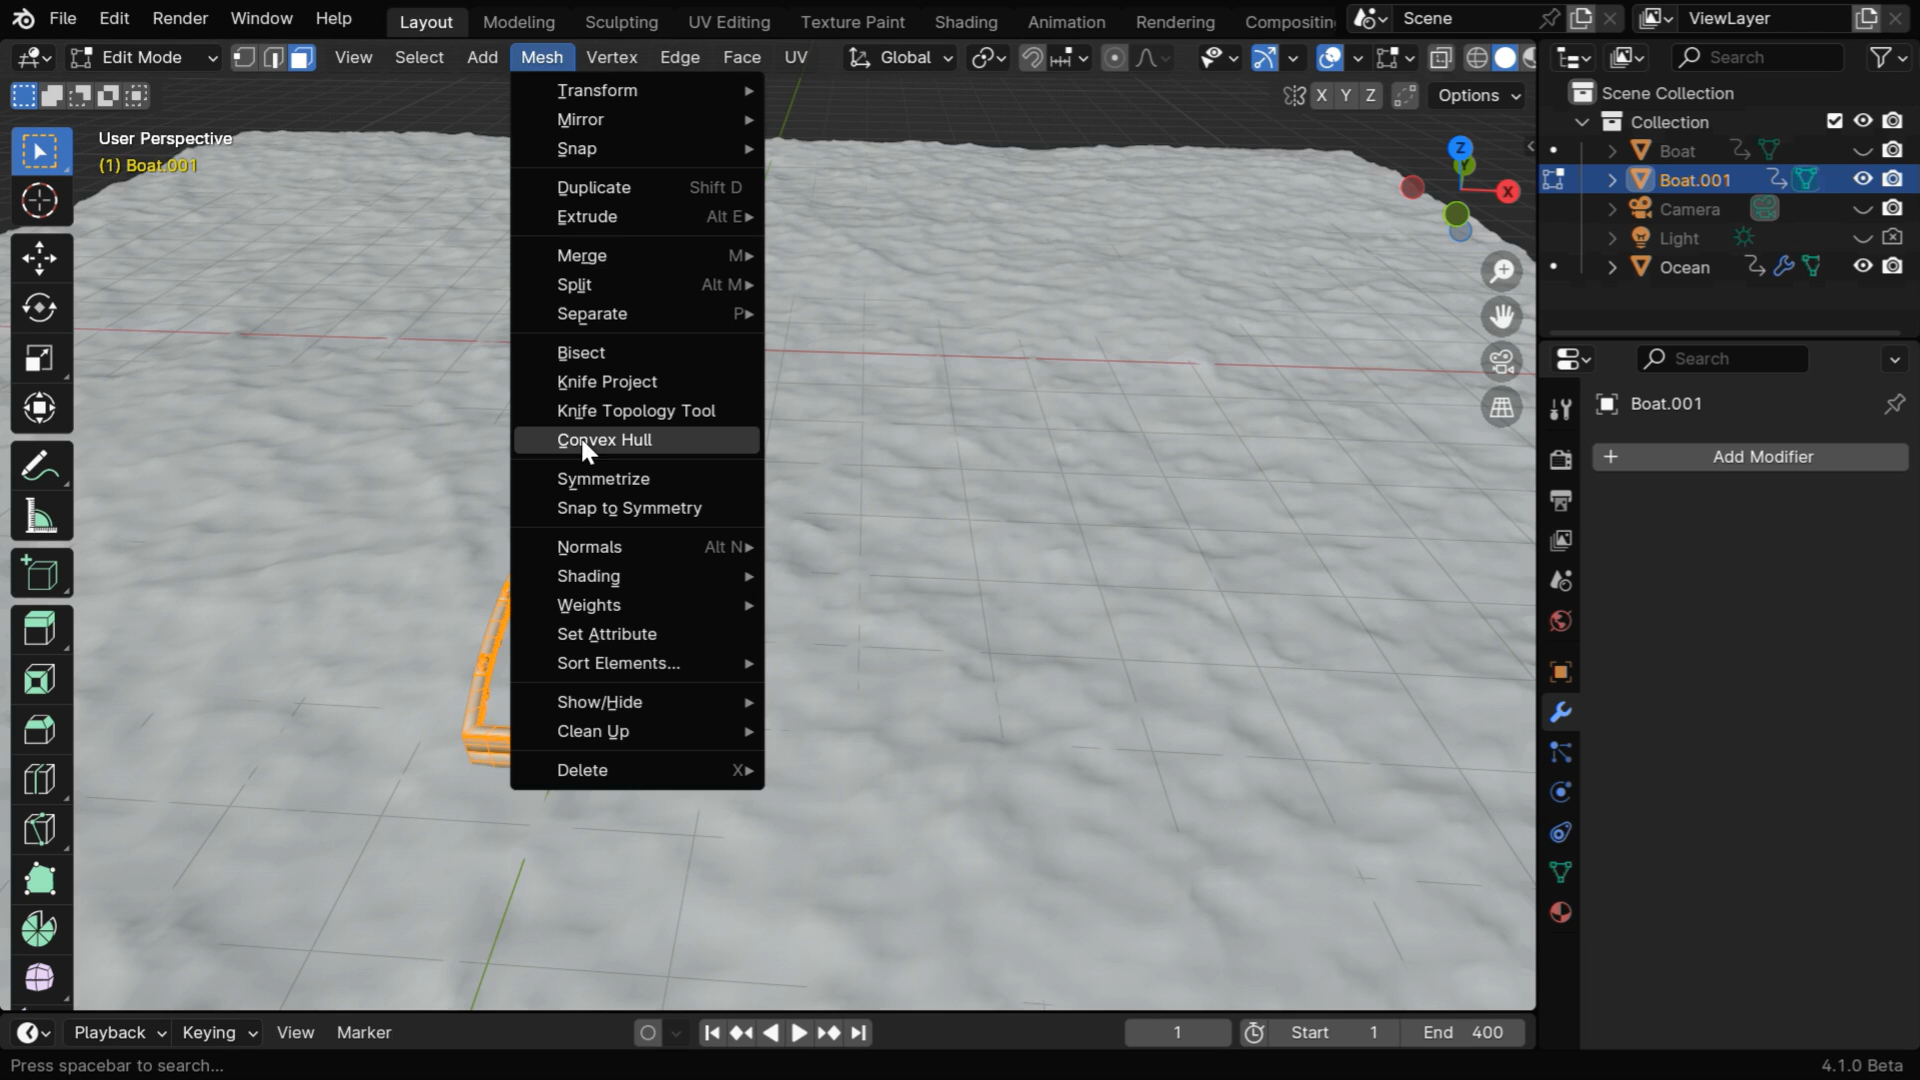 File Edit Render Window Help Layout Modeling Sculpting UV Editing Texture Paint Shading Animation Rendering Compositin Scene ViewLayer
Edit Mode View Select Add Mesh Vertex Edge Face UV Global Search
X Y Z Options
User Perspective
(1) Boat.001
Transform
Mirror
Snap
Duplicate Shift D
Extrude Alt E
Merge M
Split Alt M
Separate P
Bisect
Knife Project
Knife Topology Tool
Convex Hull
Symmetrize
Snap to Symmetry
Normals Alt N
Shading
Weights
Set Attribute
Sort Elements...
Show/Hide
Clean Up
Delete X
Z
Y
X
Scene Collection
Collection
Boat
Boat.001
Camera
Light
Ocean
Search
Boat.001
+ Add Modifier
Playback Keying View Marker 1 Start 1 End 400
Press spacebar to search... 4.1.0 Beta